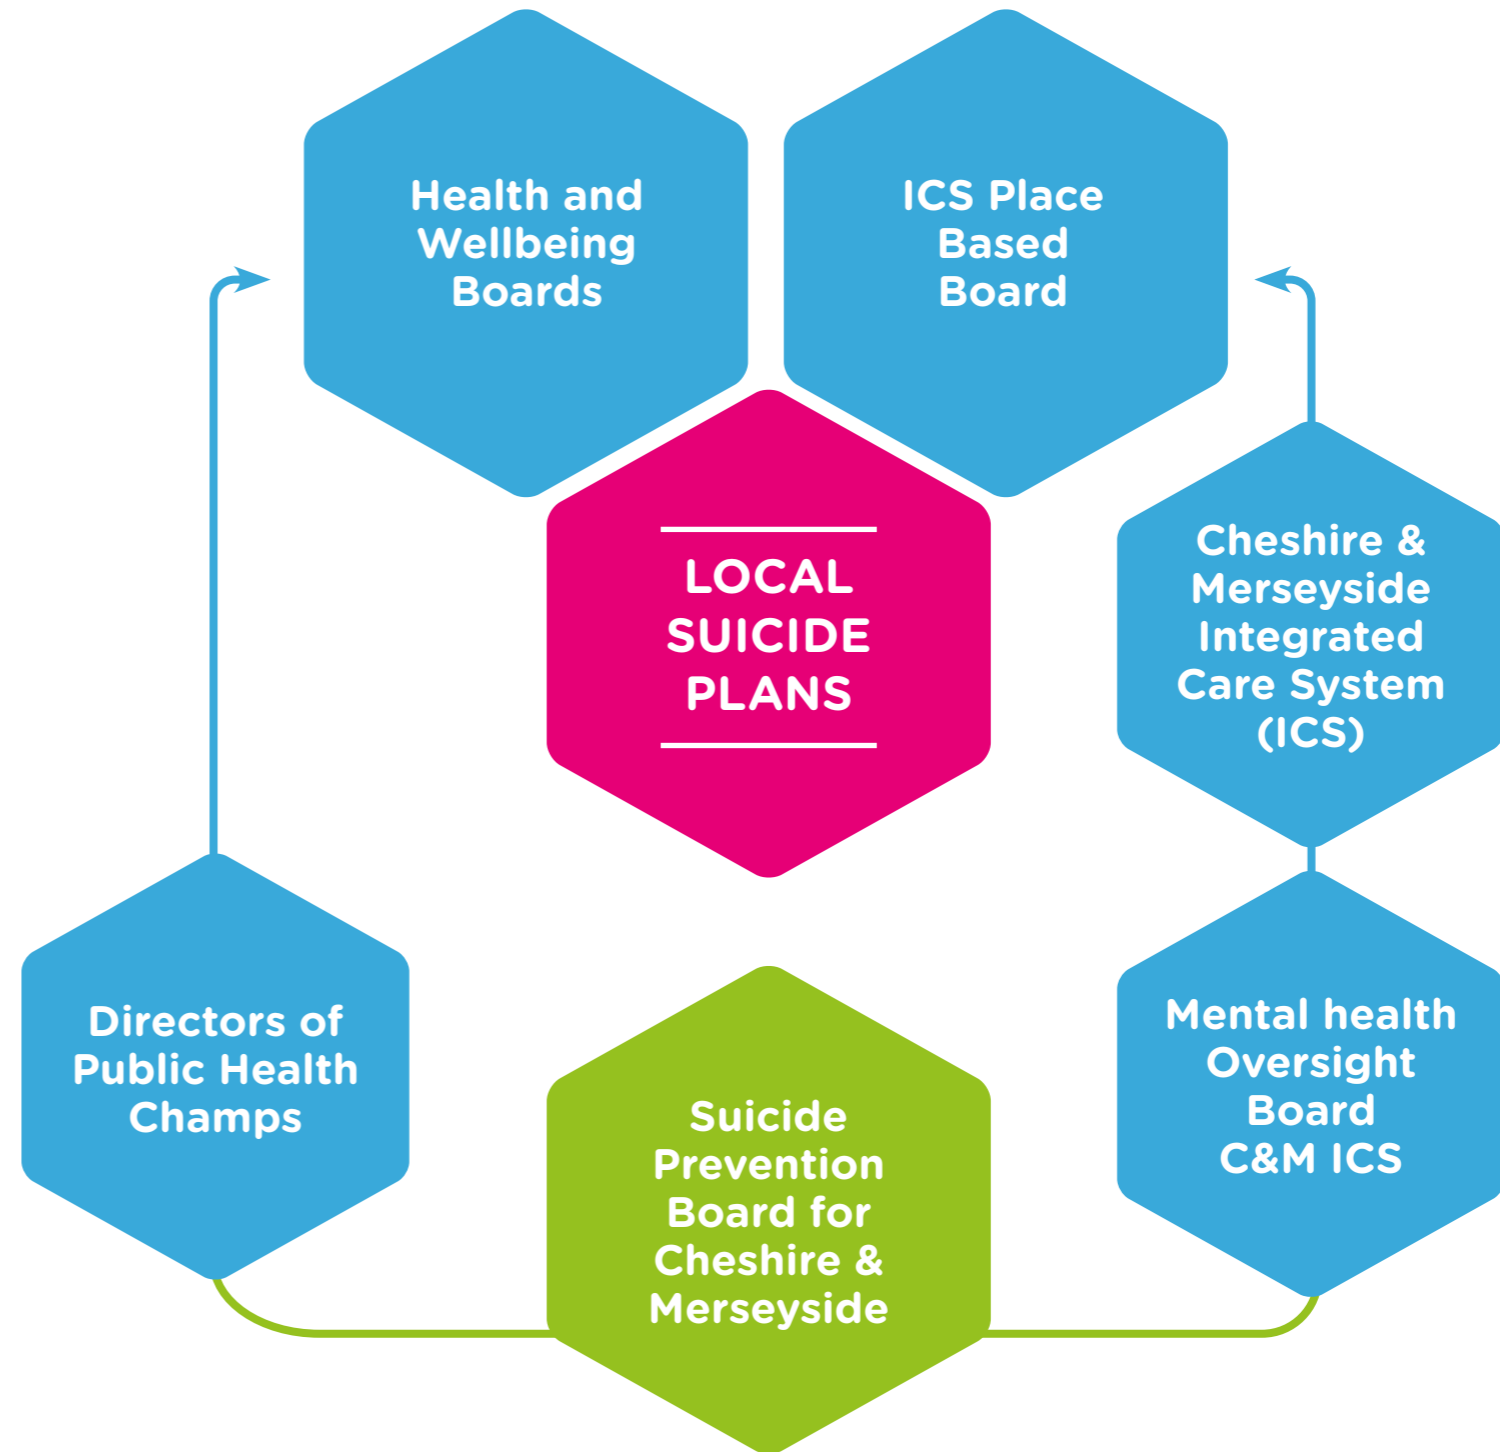 Health and
Wellbeing
Boards
ICS Place
Based
Board
LOCAL
SUICIDE
PLANS
Cheshire &
Merseyside
Integrated
Care System
(ICS)
Directors of
Public Health
Champs
Mental health
Oversight
Board
C&M ICS
Suicide
Prevention
Board for
Cheshire &
Merseyside